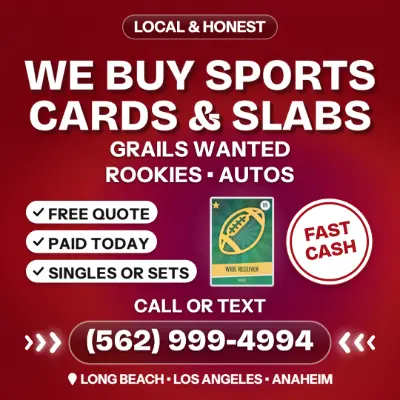 LOCAL & HONEST
WE BUY SPORTS
CARDS & SLABS
GRAILS WANTED
ROOKIES ▪ AUTOS
FREE QUOTE
PAID TODAY
SINGLES OR SETS
WIDE RECEIVER
FAST
CASH
CALL OR TEXT
(562) 999-4994
LONG BEACH ▪ LOS ANGELES ▪ ANAHEIM